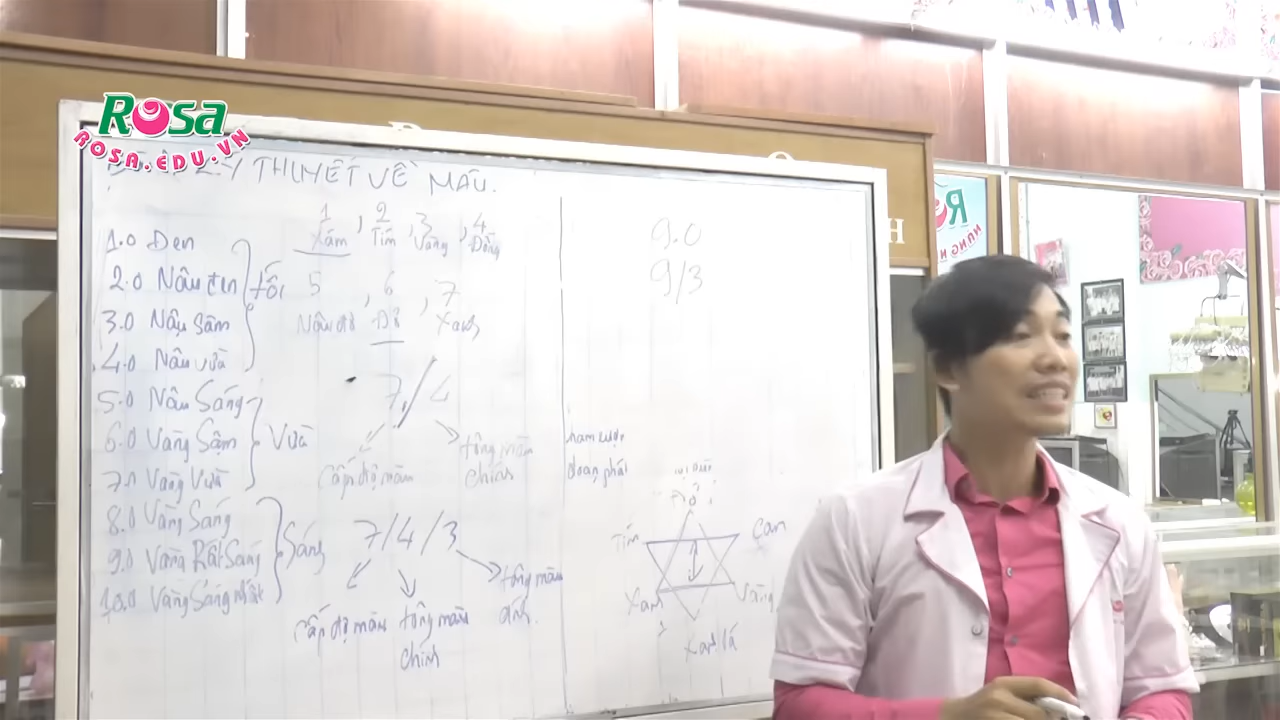 Rosa
ROSA.EDU.VN
LÝ THUYẾT VỀ MÀU.
1.0 Đen
2.0 Nâu đen
3.0 Nâu Sậm
4.0 Nâu vừa
tối
5.0 Nâu Sáng
6.0 Vàng Sậm
7.0 Vàng Vừa
Vừa
8.0 Vàng Sáng
9.0 Vàng Rất Sáng
10.0 Vàng Sáng nhất
Sáng
1, 2, 3, 4
Xám Tím Vàng Đồng
5, 6, 7
Nâu đỏ Đỏ Xanh
7/4
Cấp độ màu
tông màu
chính
7/4/3
Cấp độ màu
tông màu
chính
tông màu
ánh.
9.0
9/3
Đỏ
Tím
Cam
Xanh
Vàng
Xanh lá
H